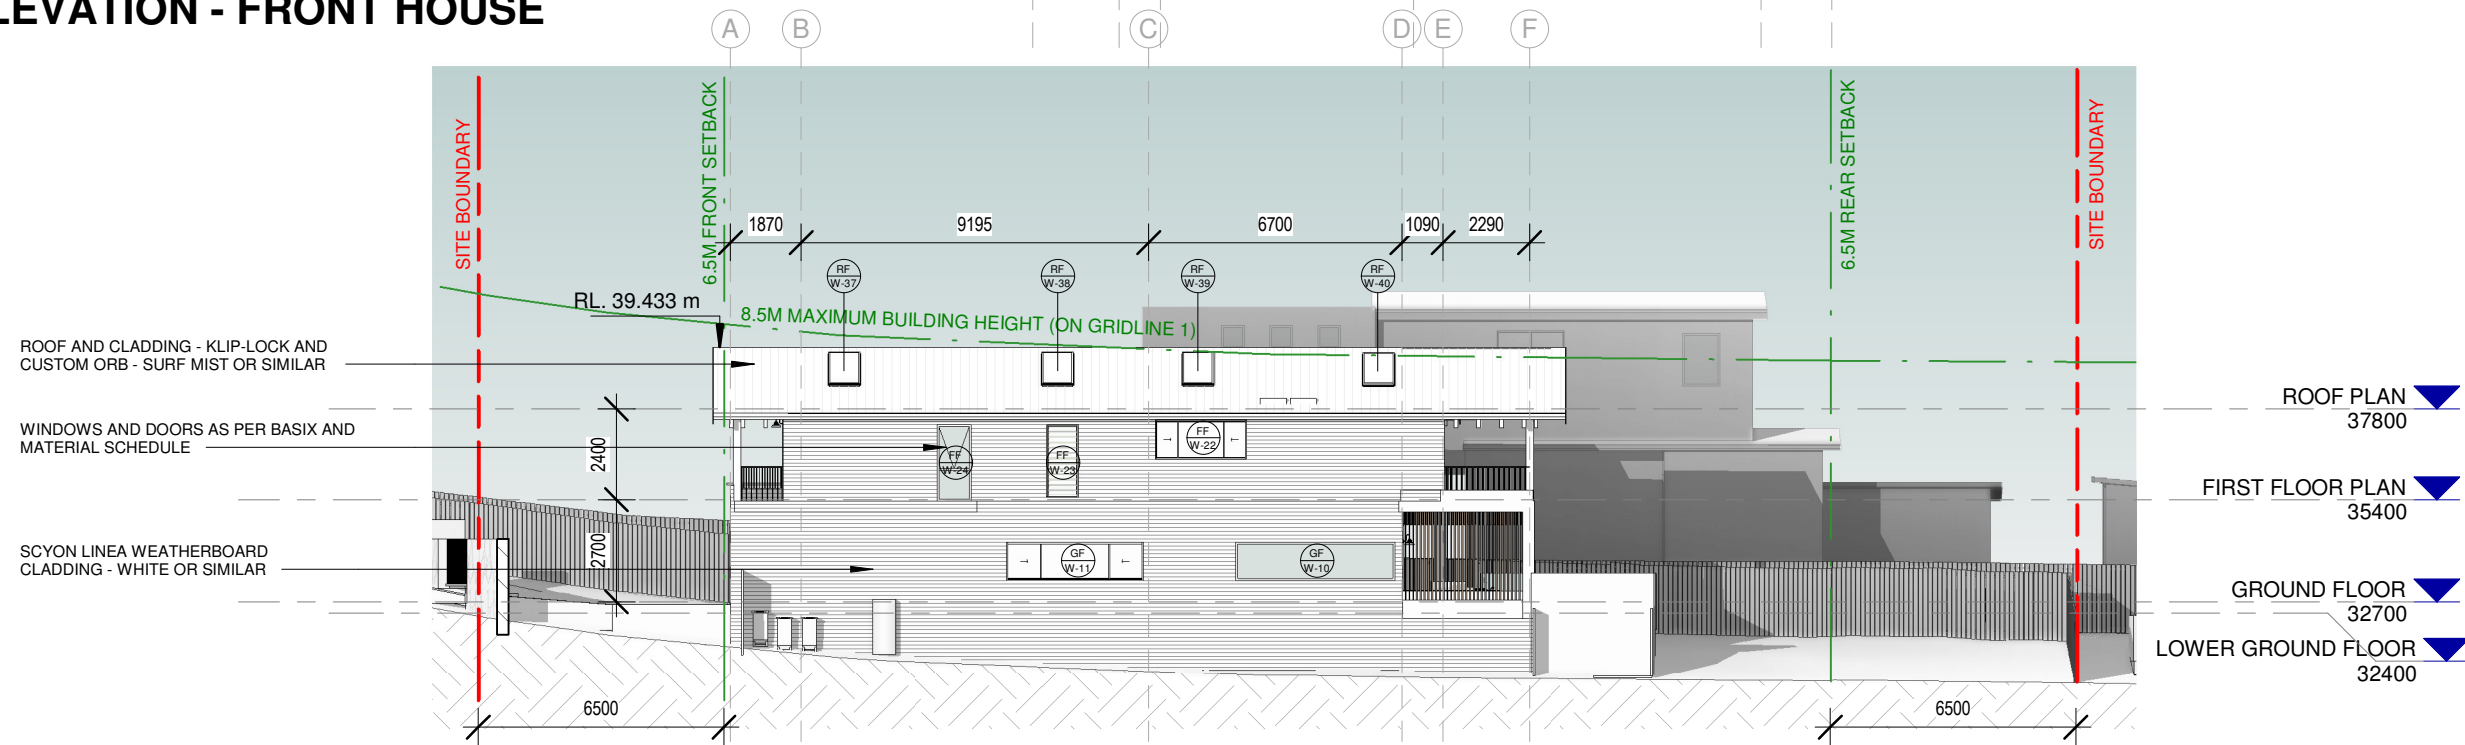 LEVATION - FRONT HOUSE
A
B
C
D
E
F
SITE BOUNDARY
6.5M FRONT SETBACK
6.5M REAR SETBACK
SITE BOUNDARY
1870
9195
6700
1090
2290
RF
W-37
RF
W-38
RF
W-39
RF
W-40
RL. 39.433 m
8.5M MAXIMUM BUILDING HEIGHT (ON GRIDLINE 1)
ROOF AND CLADDING - KLIP-LOCK AND
CUSTOM ORB - SURF MIST OR SIMILAR
WINDOWS AND DOORS AS PER BASIX AND
MATERIAL SCHEDULE
SCYON LINEA WEATHERBOARD
CLADDING - WHITE OR SIMILAR
2400
2700
FF
W-24
FF
W-23
FF
W-22
GF
W-11
GF
W-10
ROOF PLAN
37800
FIRST FLOOR PLAN
35400
GROUND FLOOR
32700
LOWER GROUND FLOOR
32400
6500
6500